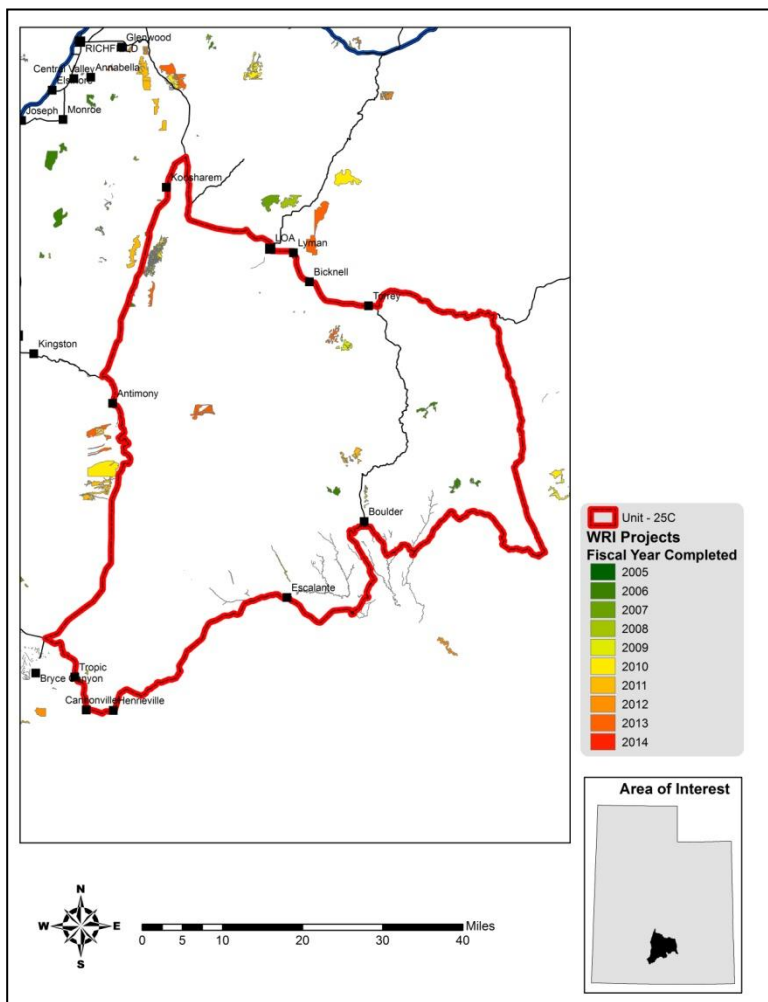 Glenwood
RICHFIELD
Central Valley
Annabella
Elsinore
Joseph
Monroe
Koosharem
LOA
Lyman
Bicknell
Torrey
Kingston
Antimony
Boulder
Escalante
Tropic
Bryce Canyon
Cannonville
Henrieville
Unit - 25C
WRI Projects
Fiscal Year Completed
2005
2006
2007
2008
2009
2010
2011
2012
2013
2014
Area of Interest
N
W
E
S
Miles
0 5 10 20 30 40